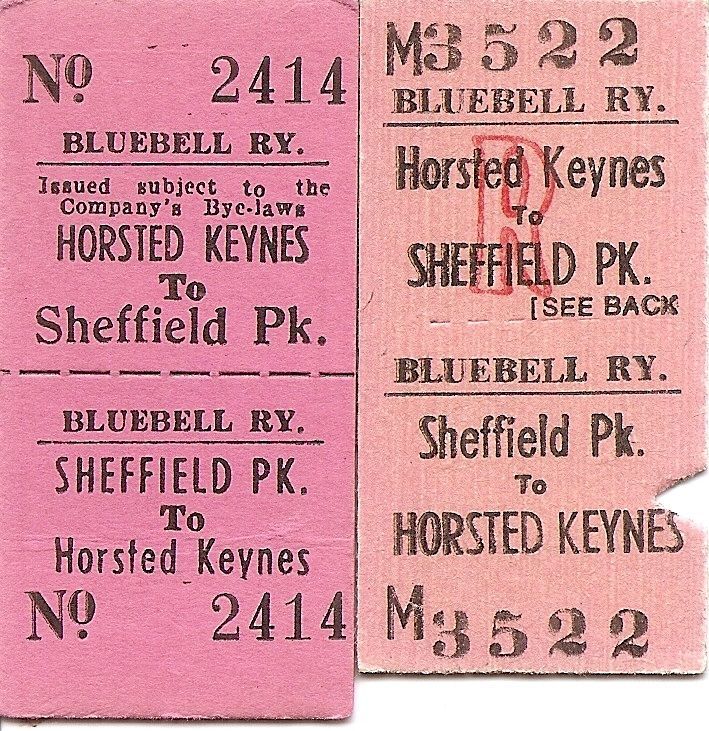 Nº 2414
BLUEBELL RY.
Issued subject to the
Company's Bye-laws
HORSTED KEYNES
To
Sheffield Pk.
BLUEBELL RY.
SHEFFIELD PK.
To
Horsted Keynes
Nº 2414
M3522
BLUEBELL RY.
Horsted Keynes
To
SHEFFIELD PK.
R
[SEE BACK
BLUEBELL RY.
Sheffield Pk.
To
HORSTED KEYNES
M3522